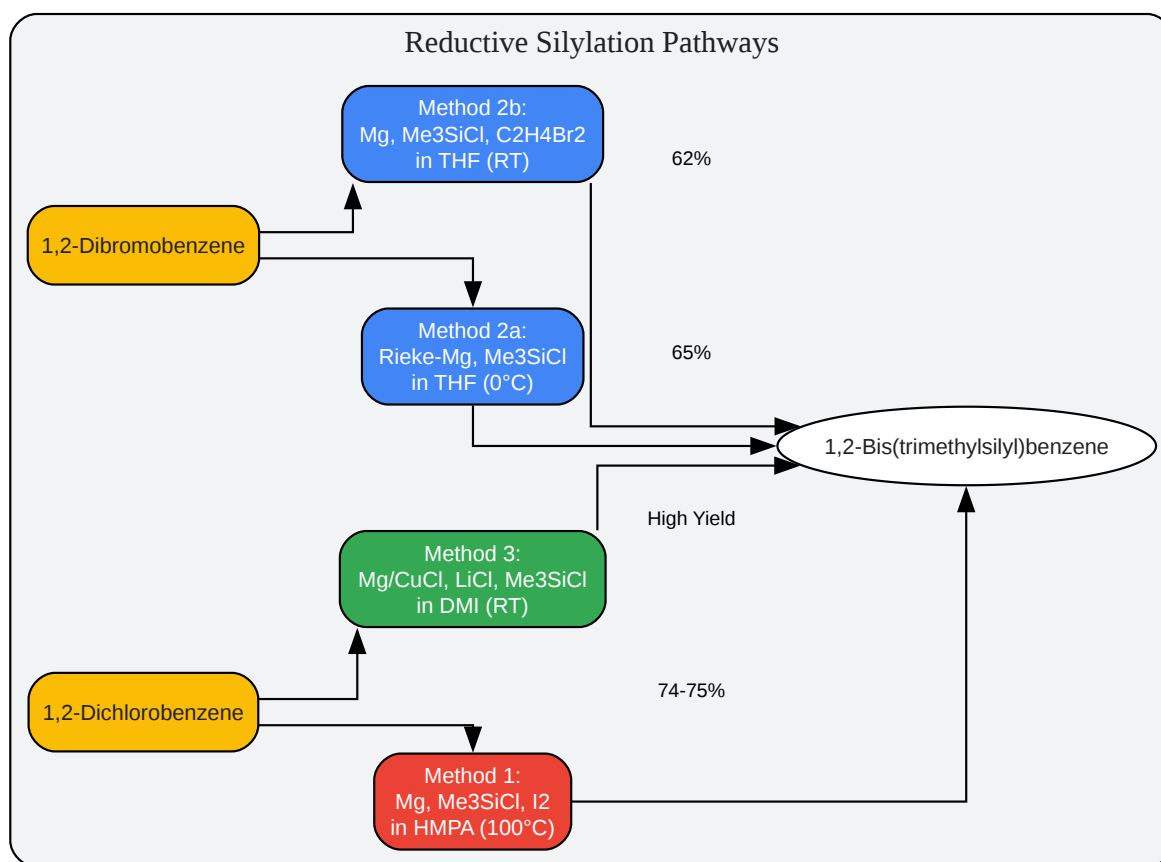 Reductive Silylation Pathways
Method 2b:
Mg, Me3SiCl, C2H4Br2
in THF (RT)
62%
1,2-Dibromobenzene
Method 2a:
Rieke-Mg, Me3SiCl
in THF (0°C)
65%
1,2-Bis(trimethylsilyl)benzene
High Yield
Method 3:
Mg/CuCl, LiCl, Me3SiCl
in DMI (RT)
74-75%
1,2-Dichlorobenzene
Method 1:
Mg, Me3SiCl, I2
in HMPA (100°C)